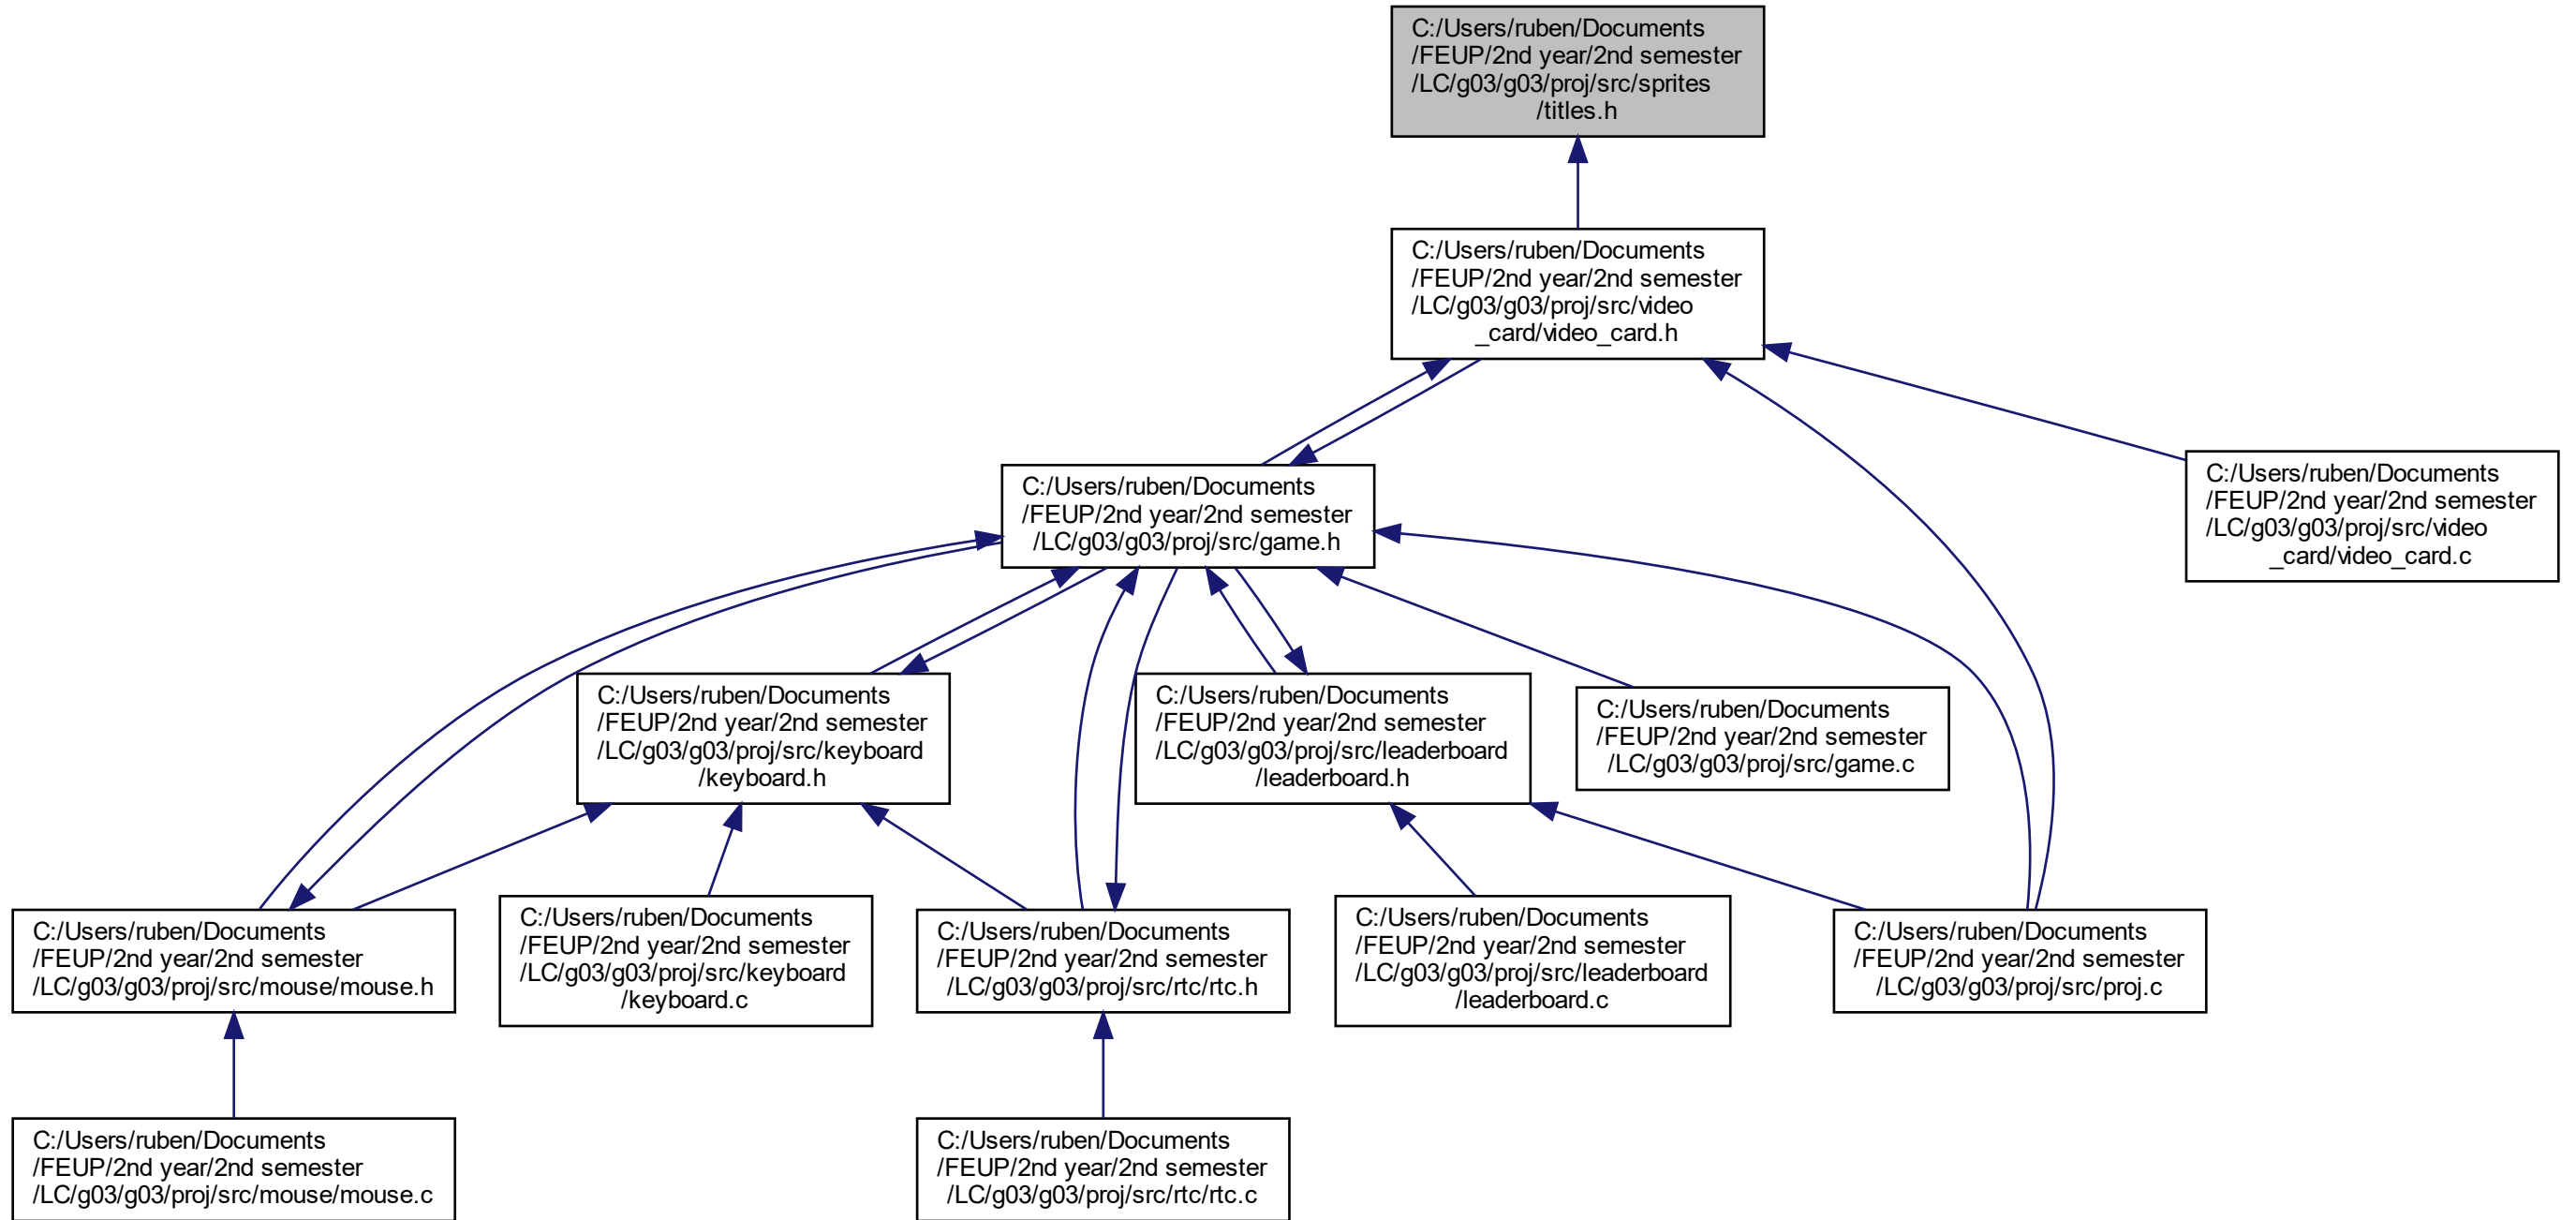 C:/Users/ruben/Documents
/FEUP/2nd year/2nd semester
/LC/g03/g03/proj/src/sprites
/titles.h
C:/Users/ruben/Documents
/FEUP/2nd year/2nd semester
/LC/g03/g03/proj/src/video
_card/video_card.h
C:/Users/ruben/Documents
/FEUP/2nd year/2nd semester
/LC/g03/g03/proj/src/game.h
C:/Users/ruben/Documents
/FEUP/2nd year/2nd semester
/LC/g03/g03/proj/src/video
_card/video_card.c
C:/Users/ruben/Documents
/FEUP/2nd year/2nd semester
/LC/g03/g03/proj/src/keyboard
/keyboard.h
C:/Users/ruben/Documents
/FEUP/2nd year/2nd semester
/LC/g03/g03/proj/src/leaderboard
/leaderboard.h
C:/Users/ruben/Documents
/FEUP/2nd year/2nd semester
/LC/g03/g03/proj/src/game.c
C:/Users/ruben/Documents
/FEUP/2nd year/2nd semester
/LC/g03/g03/proj/src/mouse/mouse.h
C:/Users/ruben/Documents
/FEUP/2nd year/2nd semester
/LC/g03/g03/proj/src/keyboard
/keyboard.c
C:/Users/ruben/Documents
/FEUP/2nd year/2nd semester
/LC/g03/g03/proj/src/rtc/rtc.h
C:/Users/ruben/Documents
/FEUP/2nd year/2nd semester
/LC/g03/g03/proj/src/leaderboard
/leaderboard.c
C:/Users/ruben/Documents
/FEUP/2nd year/2nd semester
/LC/g03/g03/proj/src/proj.c
C:/Users/ruben/Documents
/FEUP/2nd year/2nd semester
/LC/g03/g03/proj/src/mouse/mouse.c
C:/Users/ruben/Documents
/FEUP/2nd year/2nd semester
/LC/g03/g03/proj/src/rtc/rtc.c